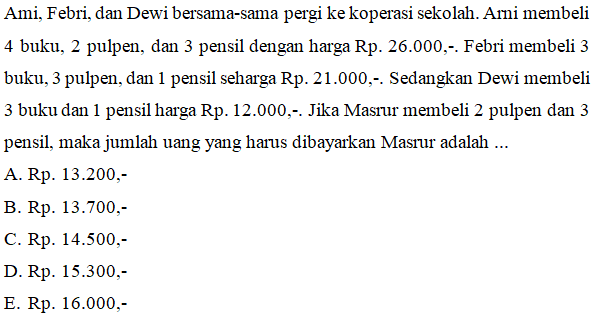 Ami, Febri, dan Dewi bersama-sama pergi ke koperasi sekolah. Arni membeli
4 buku, 2 pulpen, dan 3 pensil dengan harga Rp. 26.000,-. Febri membeli 3
buku, 3 pulpen, dan 1 pensil seharga Rp. 21.000,-. Sedangkan Dewi membeli
3 buku dan 1 pensil harga Rp. 12.000,-. Jika Masrur membeli 2 pulpen dan 3
pensil, maka jumlah uang yang harus dibayarkan Masrur adalah ...
A. Rp. 13.200,-
B. Rp. 13.700,-
C. Rp. 14.500,-
D. Rp. 15.300,-
E. Rp. 16.000,-